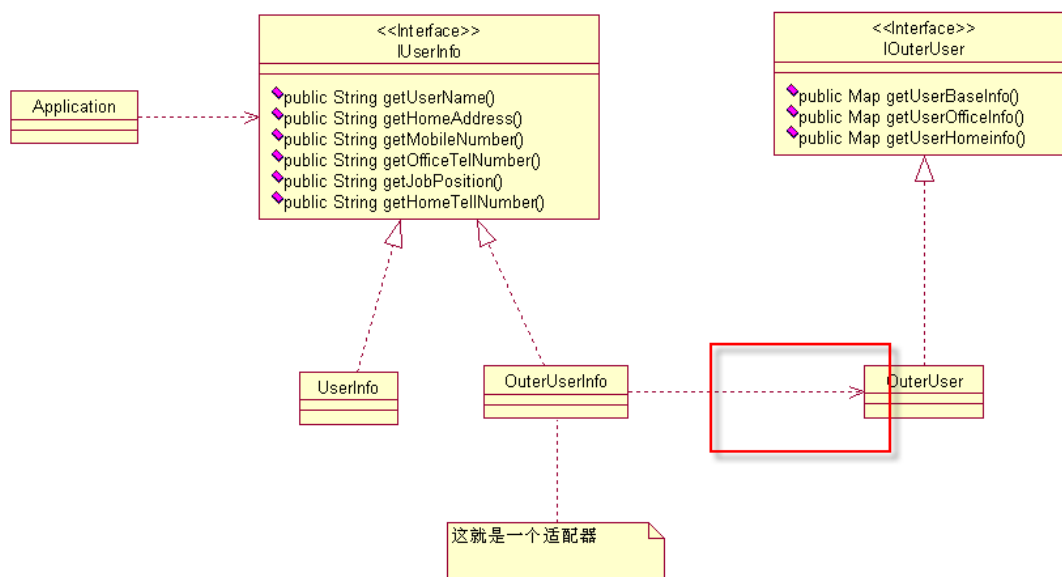 <<Interface>>
IUserInfo
public String getUserName()
public String getHomeAddress()
public String getMobileNumber()
public String getOfficeTelNumber()
public String getJobPosition()
public String getHomeTellNumber()
<<Interface>>
IOuterUser
public Map getUserBaseInfo()
public Map getUserOfficeInfo()
public Map getUserHomeinfo()
Application
UserInfo
OuterUserInfo
OuterUser
这就是一个适配器